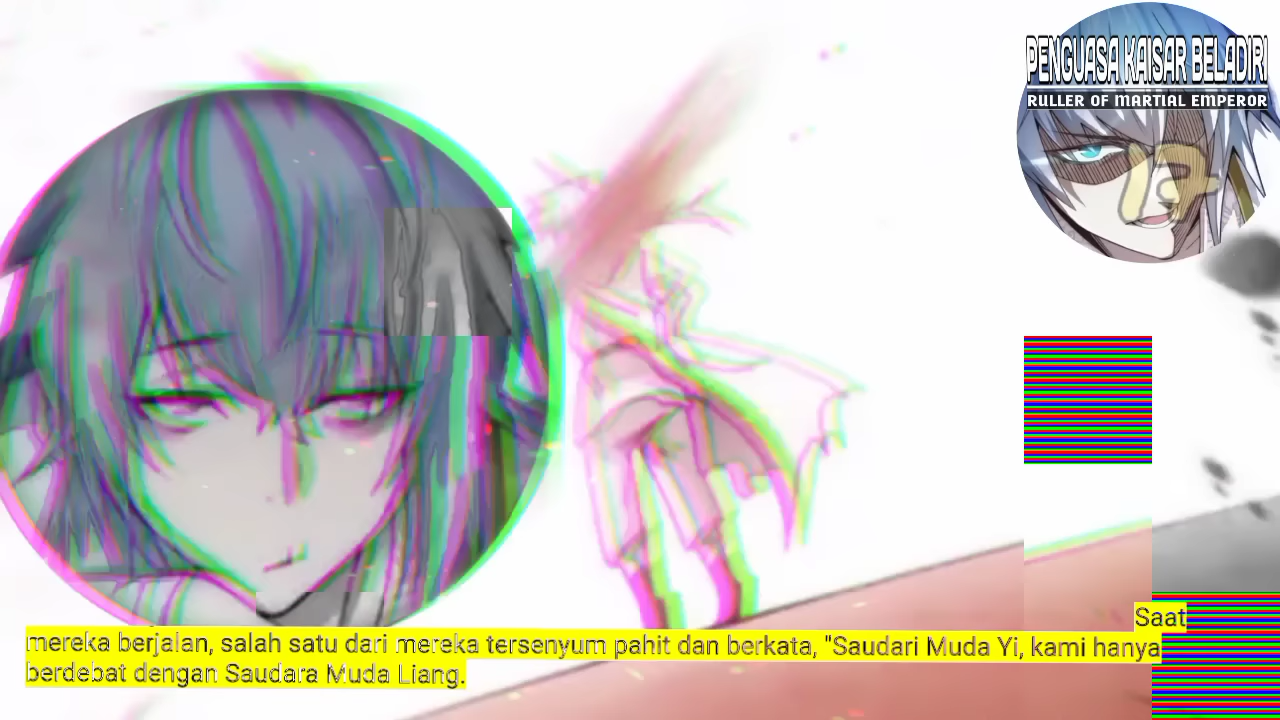 PENGUASA KAISAR BELADIRI
RULLER OF MARTIAL EMPEROR
Saat
mereka berjalan, salah satu dari mereka tersenyum pahit dan berkata, "Saudari Muda Yi, kami hanya
berdebat dengan Saudara Muda Liang.